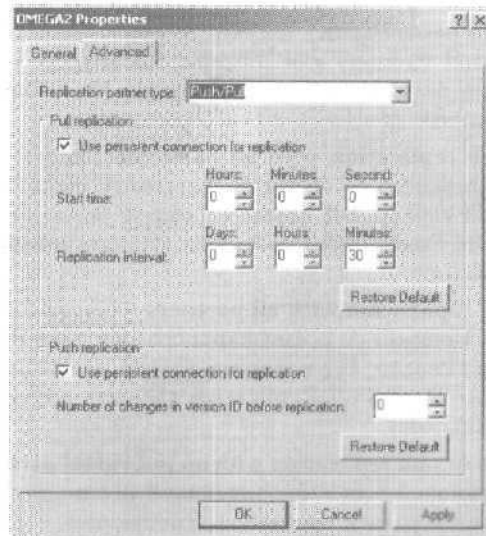 OMEGA2 Properties
General Advanced
Replication partner type: Push/Pull
Pull replication
Use persistent connection for replication
Hours: Minutes: Second:
Start time: 0 0 0
Days: Hours: Minutes:
Replication interval: 0 0 30
Restore Default
Push replication
Use persistent connection for replication
Number of changes in version ID before replication: 0
Restore Default
OK Cancel Apply